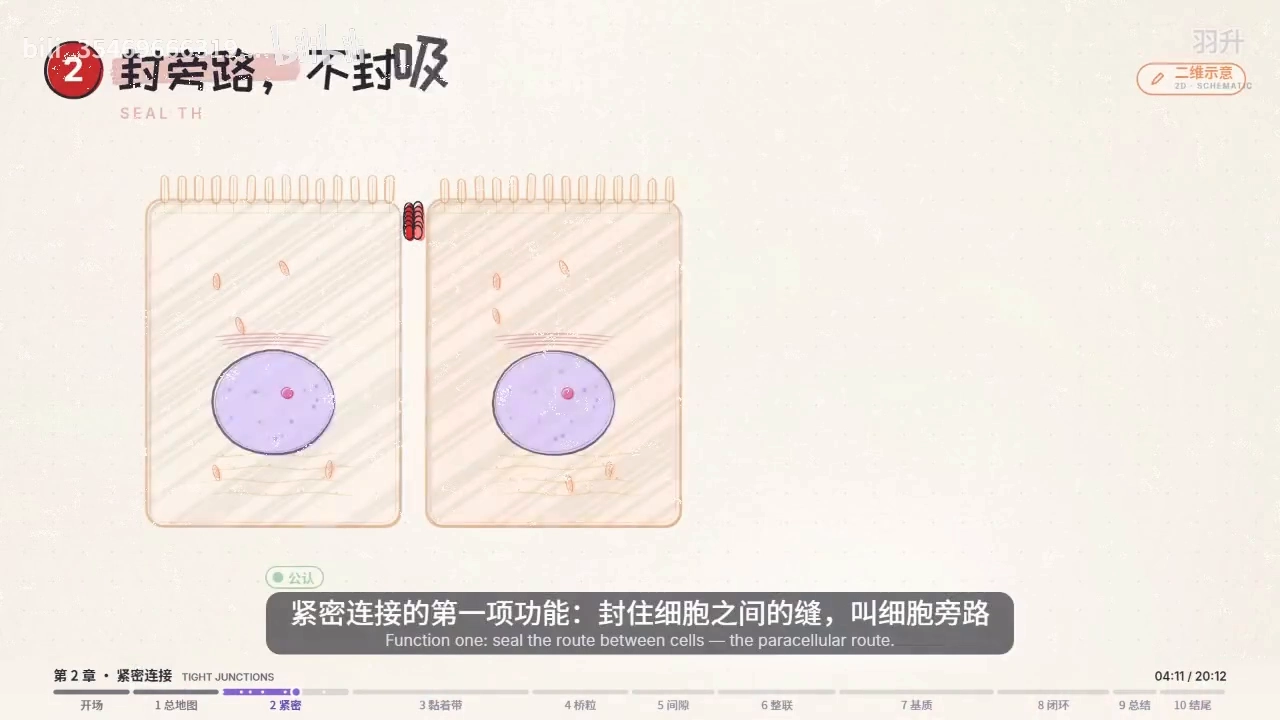 2
封旁路，不封吸
SEAL TH
羽升
二维示意
2D · SCHEMATIC
公认
紧密连接的第一项功能：封住细胞之间的缝，叫细胞旁路
Function one: seal the route between cells — the paracellular route.
第 2 章 · 紧密连接 TIGHT JUNCTIONS
04:11 / 20:12
开场 1 总地图 2 紧密 3 黏着带 4 桥粒 5 间隙 6 整联 7 基质 8 闭环 9 总结 10 结尾